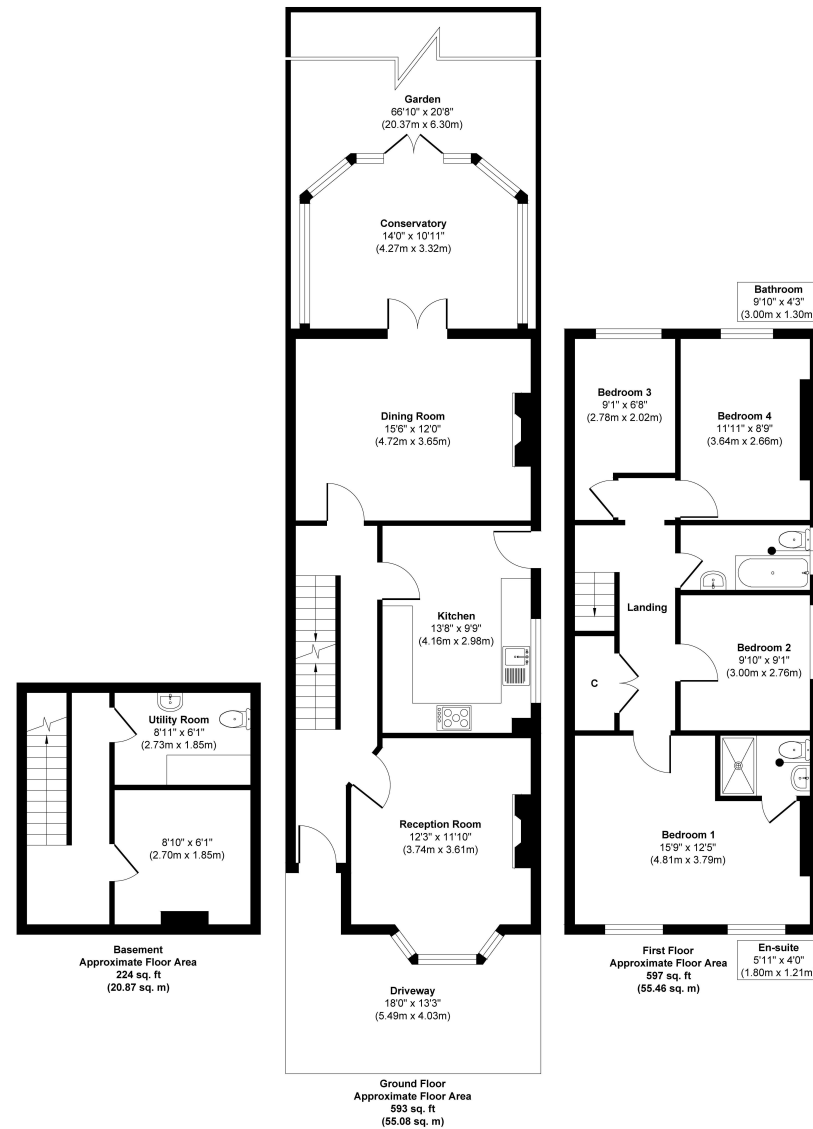 Garden
66'10" x 20'8"
(20.37m x 6.30m)
Conservatory
14'0" x 10'11"
(4.27m x 3.32m)
Dining Room
15'6" x 12'0"
(4.72m x 3.65m)
Kitchen
13'8" x 9'9"
(4.16m x 2.98m)
Reception Room
12'3" x 11'10"
(3.74m x 3.61m)
Driveway
18'0" x 13'3"
(5.49m x 4.03m)
Ground Floor
Approximate Floor Area
593 sq. ft
(55.08 sq. m)
Utility Room
8'11" x 6'1"
(2.73m x 1.85m)
8'10" x 6'1"
(2.70m x 1.85m)
Basement
Approximate Floor Area
224 sq. ft
(20.87 sq. m)
Bathroom
9'10" x 4'3"
(3.00m x 1.30m
Bedroom 3
9'1" x 6'8"
(2.78m x 2.02m)
Bedroom 4
11'11" x 8'9"
(3.64m x 2.66m)
Landing
Bedroom 2
9'10" x 9'1"
(3.00m x 2.76m)
C
Bedroom 1
15'9" x 12'5"
(4.81m x 3.79m)
First Floor
Approximate Floor Area
597 sq. ft
(55.46 sq. m)
En-suite
5'11" x 4'0"
(1.80m x 1.21m